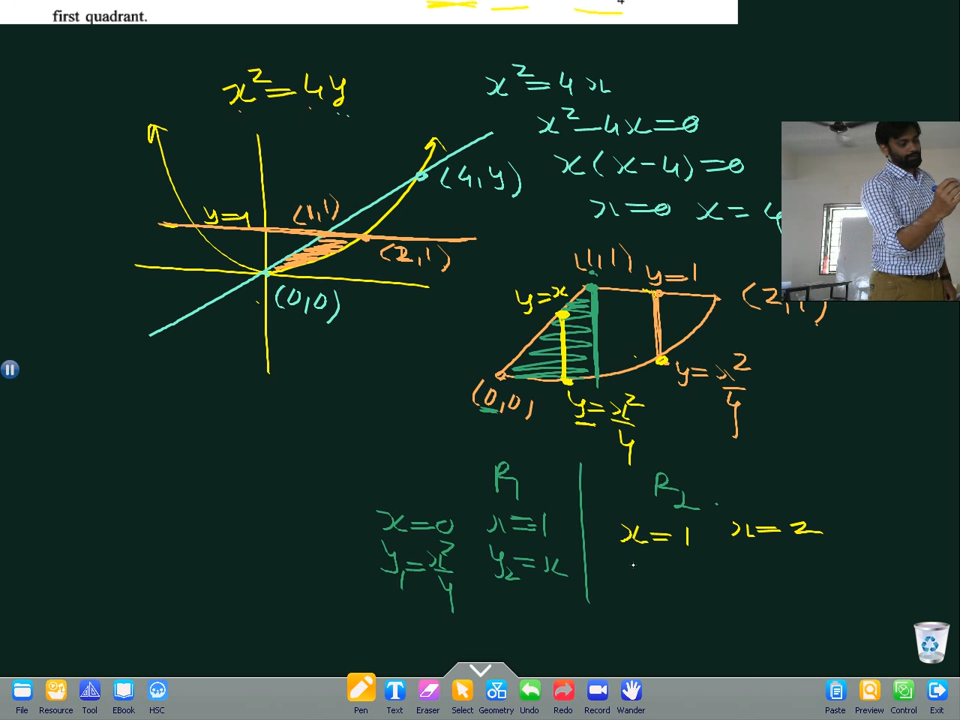 first quadrant.
x² = 4y
x² = 4x
x² - 4x = 0
x(x - 4) = 0
x = 0 x = 4
(4, y)
y = 1
(1,1)
(2,1)
(0,0)
(1,1)
y = x
y = 1
(2,1)
(0,0)
y = x²/4
y = x²/4
R1
R2
x = 0 x = 1
x = 1 x = 2
y₁ = x²/4 y₂ = x
File Resource Tool EBook HSC Pen Text Eraser Select Geometry Undo Redo Record Wander Paste Preview Control Exit